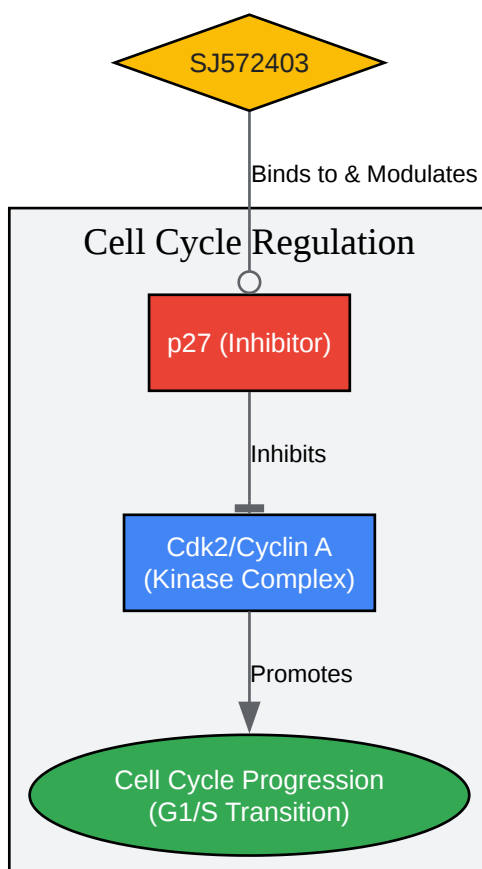 SJ572403
Binds to & Modulates
Cell Cycle Regulation
p27 (Inhibitor)
Inhibits
Cdk2/Cyclin A
(Kinase Complex)
Promotes
Cell Cycle Progression
(G1/S Transition)